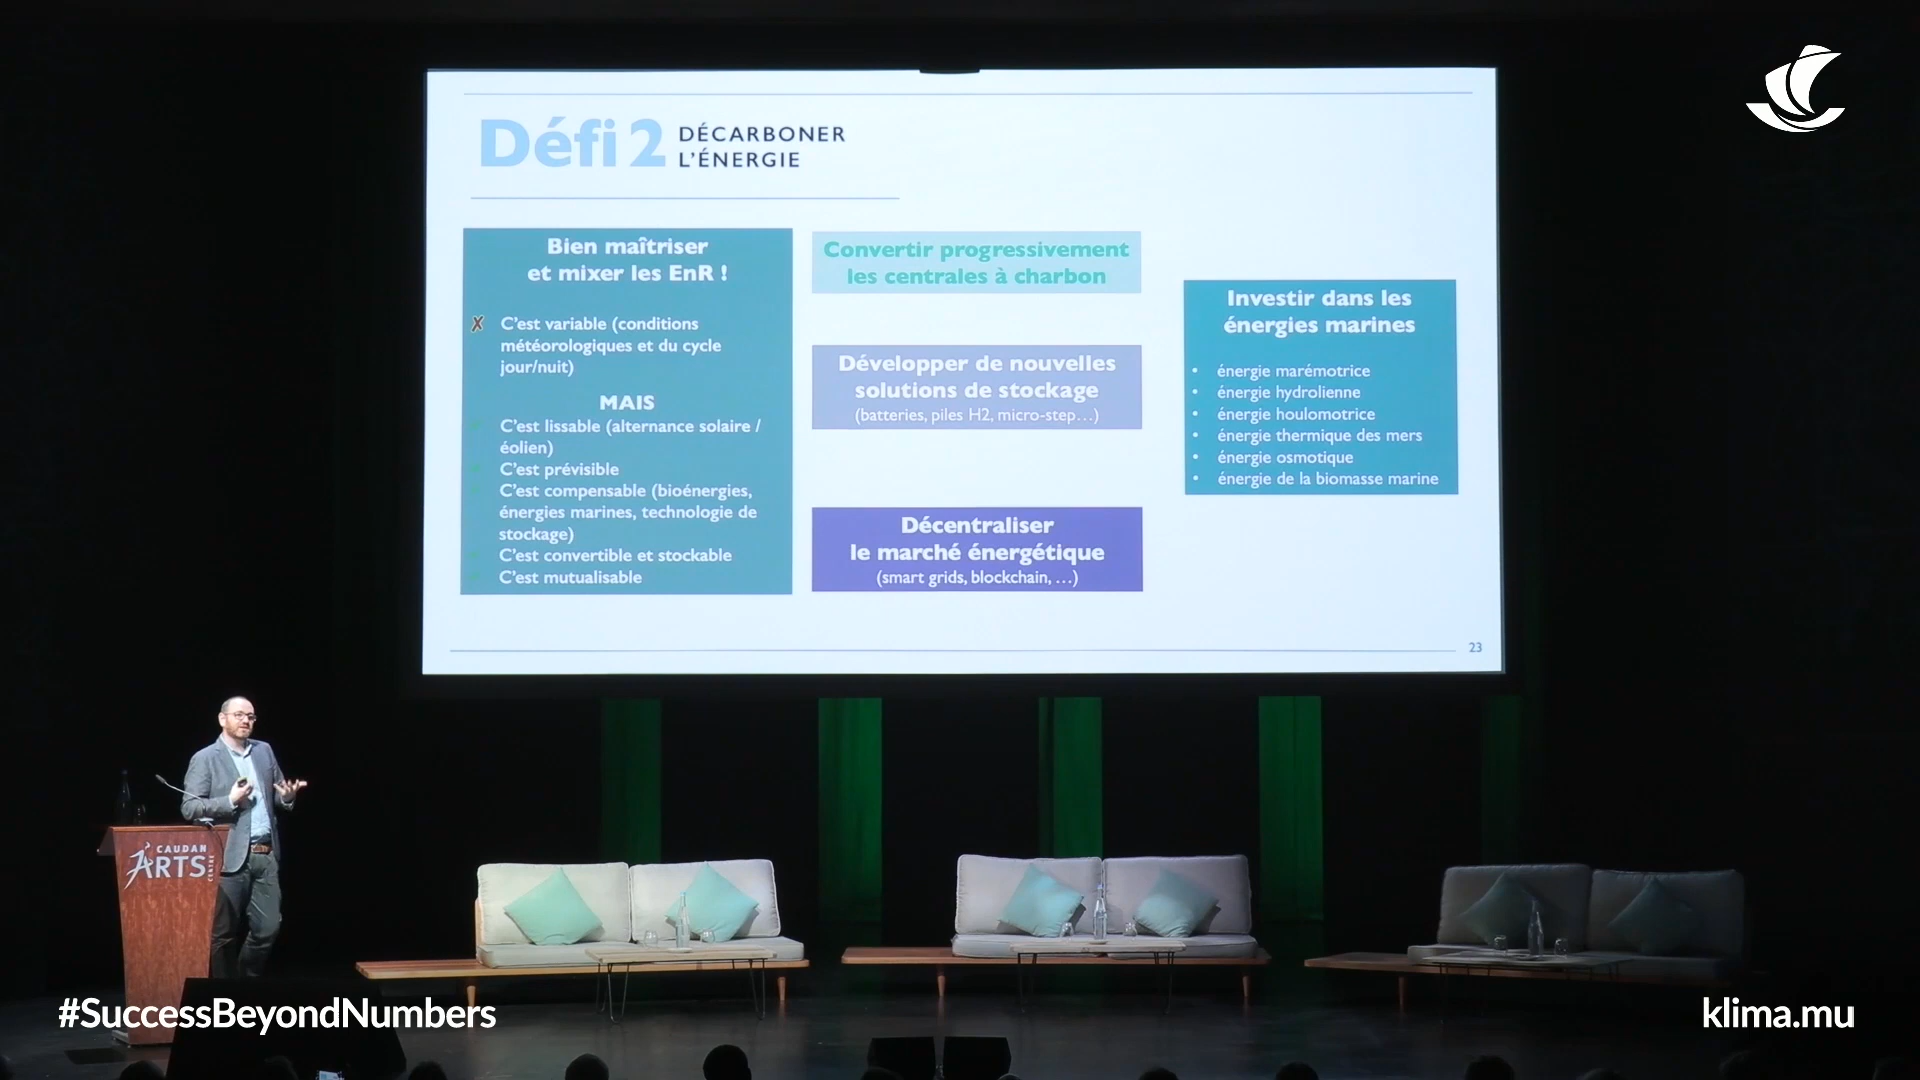 Défi 2 DÉCARBONER
L'ÉNERGIE
Bien maîtriser
et mixer les EnR !
X C'est variable (conditions
météorologiques et du cycle
jour/nuit)
MAIS
C'est lissable (alternance solaire /
éolien)
C'est prévisible
C'est compensable (bioénergies,
énergies marines, technologie de
stockage)
C'est convertible et stockable
C'est mutualisable
Convertir progressivement
les centrales à charbon
Développer de nouvelles
solutions de stockage
(batteries, piles H2, micro-step...)
Décentraliser
le marché énergétique
(smart grids, blockchain, ...)
Investir dans les
énergies marines
• énergie marémotrice
• énergie hydrolienne
• énergie houlomotrice
• énergie thermique des mers
• énergie osmotique
• énergie de la biomasse marine
23
CAUDAN
ARTS
CENTRE
#SuccessBeyondNumbers
klima.mu